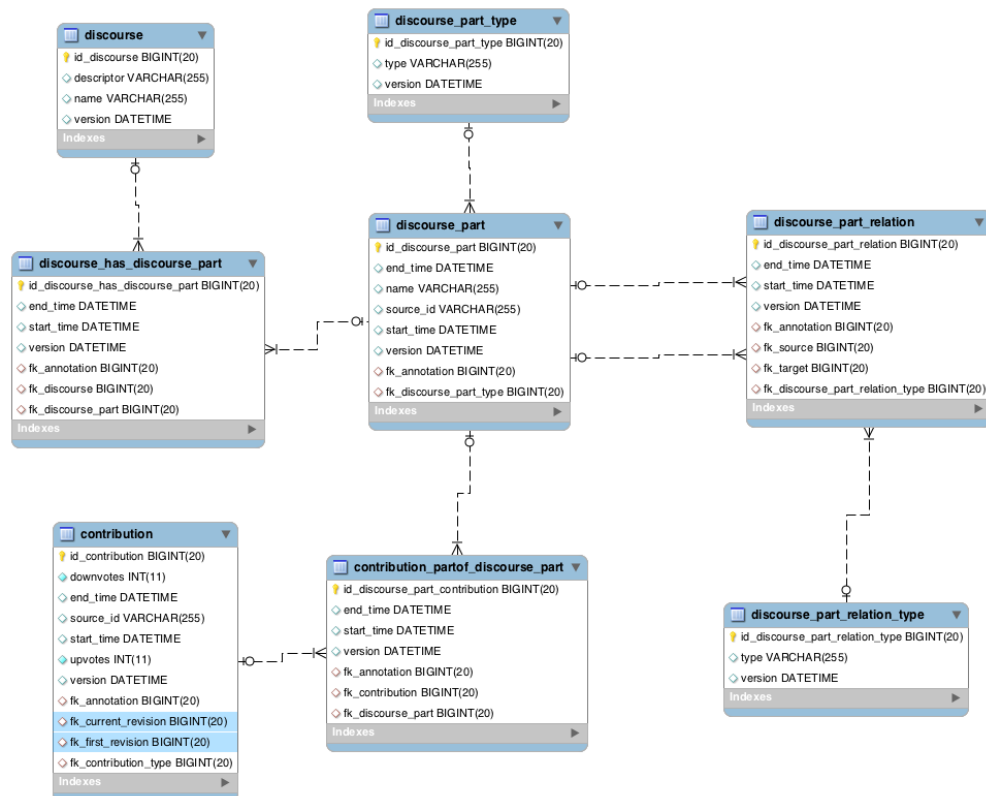 discourse
id_discourse BIGINT(20)
descriptor VARCHAR(255)
name VARCHAR(255)
version DATETIME
Indexes
discourse_part_type
id_discourse_part_type BIGINT(20)
type VARCHAR(255)
version DATETIME
Indexes
discourse_has_discourse_part
id_discourse_has_discourse_part BIGINT(20)
end_time DATETIME
start_time DATETIME
version DATETIME
fk_annotation BIGINT(20)
fk_discourse BIGINT(20)
fk_discourse_part BIGINT(20)
Indexes
discourse_part
id_discourse_part BIGINT(20)
end_time DATETIME
name VARCHAR(255)
source_id VARCHAR(255)
start_time DATETIME
version DATETIME
fk_annotation BIGINT(20)
fk_discourse_part_type BIGINT(20)
Indexes
discourse_part_relation
id_discourse_part_relation BIGINT(20)
end_time DATETIME
start_time DATETIME
version DATETIME
fk_annotation BIGINT(20)
fk_source BIGINT(20)
fk_target BIGINT(20)
fk_discourse_part_relation_type BIGINT(20)
Indexes
contribution
id_contribution BIGINT(20)
downvotes INT(11)
end_time DATETIME
source_id VARCHAR(255)
start_time DATETIME
upvotes INT(11)
version DATETIME
fk_annotation BIGINT(20)
fk_current_revision BIGINT(20)
fk_first_revision BIGINT(20)
fk_contribution_type BIGINT(20)
Indexes
contribution_partof_discourse_part
id_discourse_part_contribution BIGINT(20)
end_time DATETIME
start_time DATETIME
version DATETIME
fk_annotation BIGINT(20)
fk_contribution BIGINT(20)
fk_discourse_part BIGINT(20)
Indexes
discourse_part_relation_type
id_discourse_part_relation_type BIGINT(20)
type VARCHAR(255)
version DATETIME
Indexes